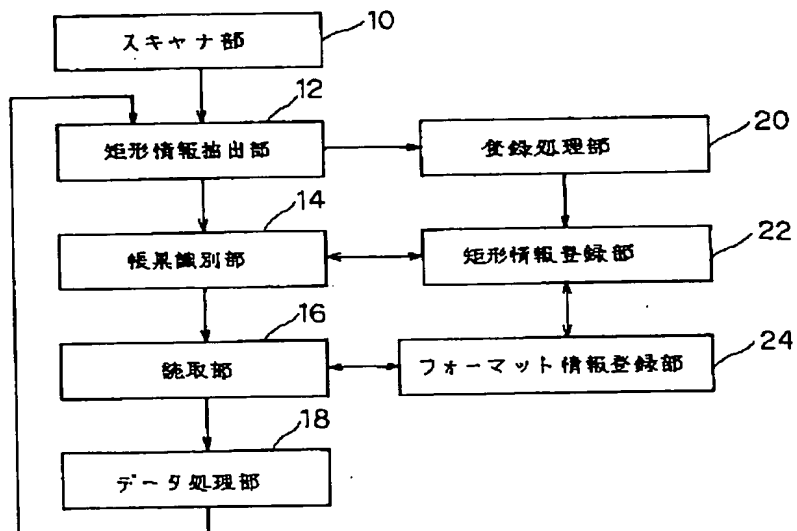 スキャナ部
10
矩形情報抽出部
12
登録処理部
20
帳票識別部
14
矩形情報登録部
22
読取部
16
フォーマット情報登録部
24
データ処理部
18